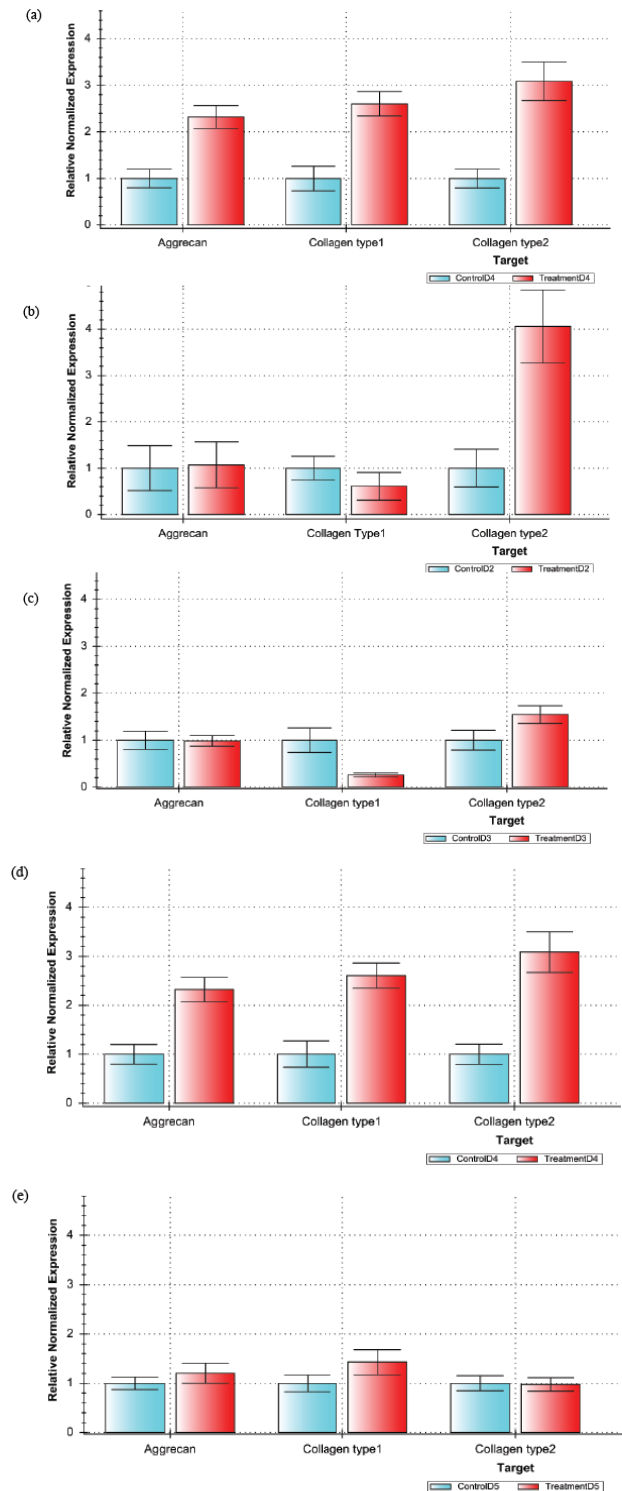 (a)
Relative Normalized Expression
4
3
2
1
0
Aggrecan Collagen type1 Collagen type2
Target
ControlD4 TreatmentD4
(b)
Relative Normalized Expression
4
3
2
1
0
Aggrecan Collagen Type1 Collagen type2
Target
ControlD2 TreatmentD2
(c)
Relative Normalized Expression
4
3
2
1
0
Aggrecan Collagen type1 Collagen type2
Target
ControlD3 TreatmentD3
(d)
Relative Normalized Expression
4
3
2
1
0
Aggrecan Collagen type1 Collagen type2
Target
ControlD4 TreatmentD4
(e)
Relative Normalized Expression
4
3
2
1
0
Aggrecan Collagen type1 Collagen type2
Target
ControlD5 TreatmentD5